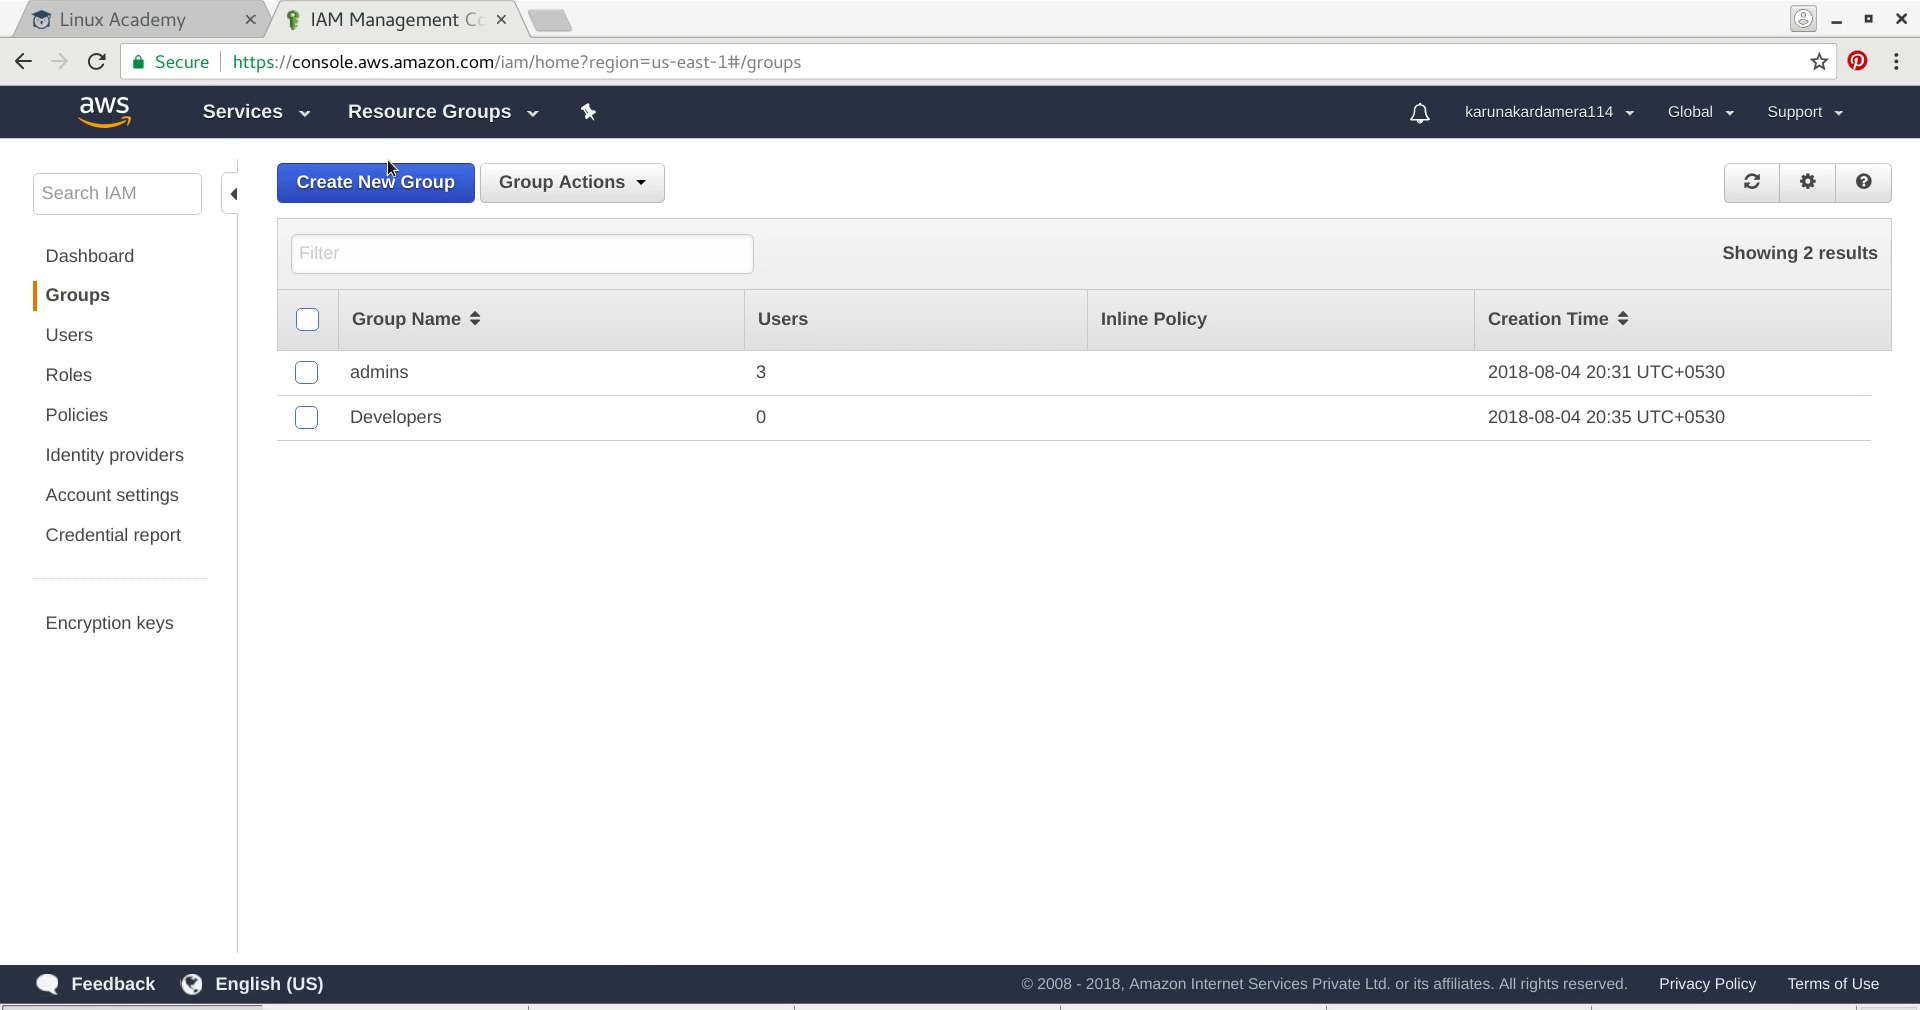 Linux Academy
IAM Management Co
Secure https://console.aws.amazon.com/iam/home?region=us-east-1#/groups
aws Services Resource Groups karunakardamera114 Global Support
Search IAM
Create New Group Group Actions
Filter
Showing 2 results
Dashboard
Groups
Users
Roles
Policies
Identity providers
Account settings
Credential report
Encryption keys
Group Name Users Inline Policy Creation Time
admins 3 2018-08-04 20:31 UTC+0530
Developers 0 2018-08-04 20:35 UTC+0530
Feedback English (US) © 2008 - 2018, Amazon Internet Services Private Ltd. or its affiliates. All rights reserved. Privacy Policy Terms of Use